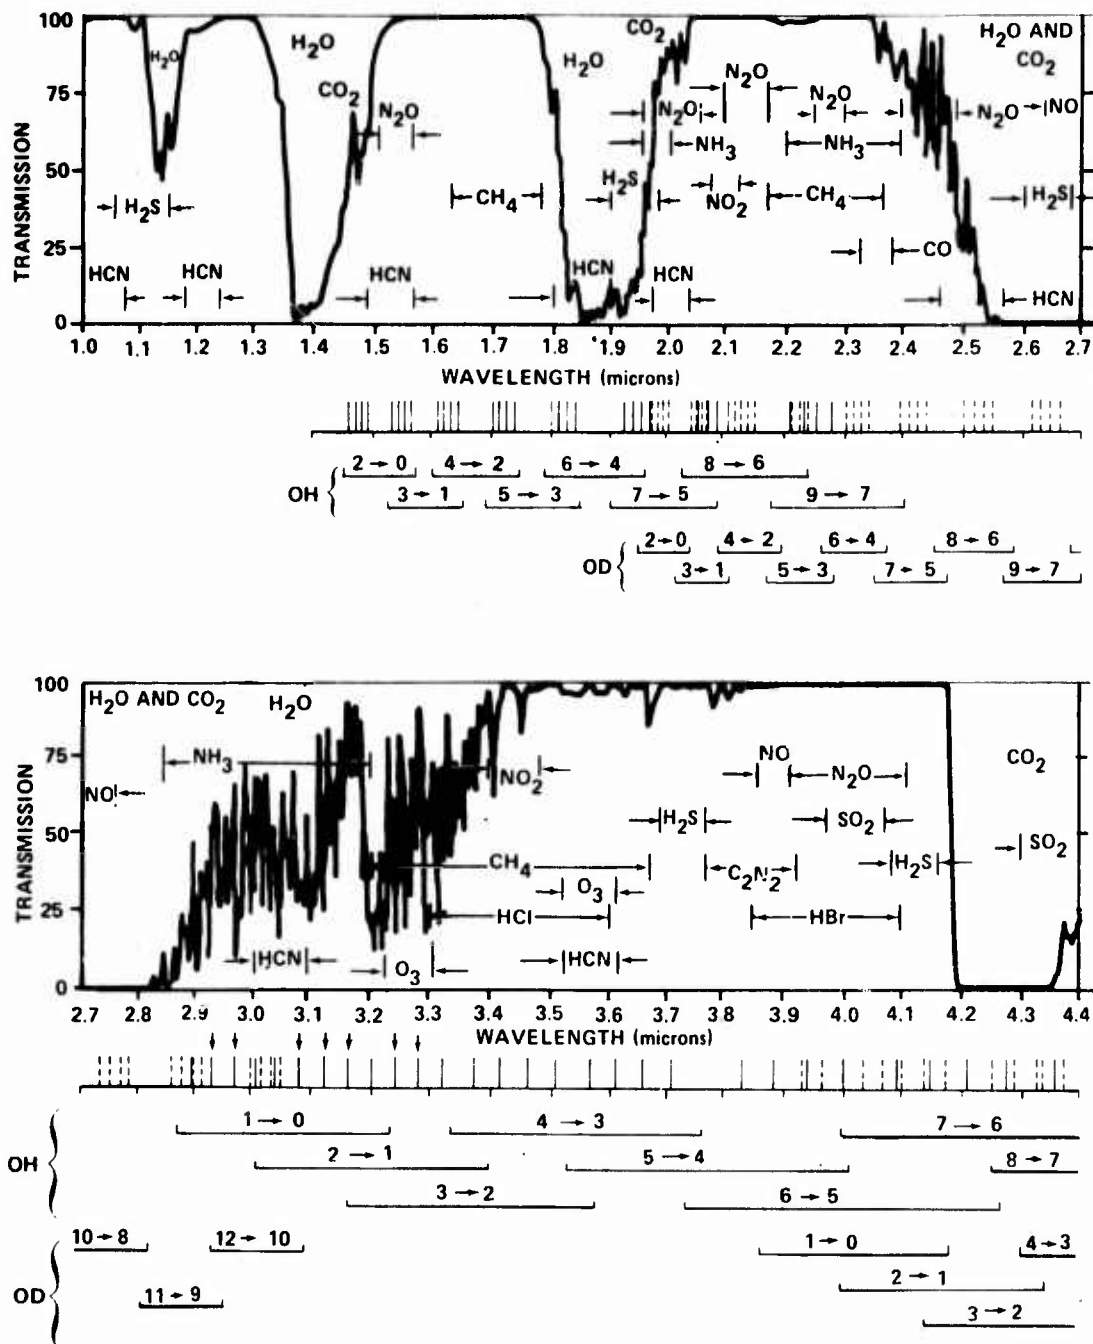 100
75
50
25
0
TRANSMISSION
H₂O
H₂O
CO₂
N₂O
H₂S
HCN
HCN
HCN
CH₄
H₂O
CO₂
N₂O
N₂O
N₂O
NH₃
NH₃
H₂S
NO₂
CH₄
HCN
HCN
CO
H₂O AND
CO₂
N₂O
NO
H₂S
HCN
1.0 1.1 1.2 1.3 1.4 1.5 1.6 1.7 1.8 1.9 2.0 2.1 2.2 2.3 2.4 2.5 2.6 2.7
WAVELENGTH (microns)
OH
2 → 0 4 → 2 6 → 4 8 → 6
3 → 1 5 → 3 7 → 5 9 → 7
OD
2 → 0 4 → 2 6 → 4 8 → 6
3 → 1 5 → 3 7 → 5 9 → 7
100
75
50
25
0
TRANSMISSION
H₂O AND CO₂ H₂O
NH₃
NO
NO₂
CH₄
O₃
HCl
HCN
O₃
HCN
H₂S
NO
N₂O
SO₂
C₂N₂
H₂S
HBr
CO₂
SO₂
2.7 2.8 2.9 3.0 3.1 3.2 3.3 3.4 3.5 3.6 3.7 3.8 3.9 4.0 4.1 4.2 4.3 4.4
WAVELENGTH (microns)
OH
1 → 0 4 → 3 7 → 6
2 → 1 5 → 4 8 → 7
3 → 2 6 → 5
OD
10 → 8 12 → 10 1 → 0 4 → 3
11 → 9 2 → 1
3 → 2